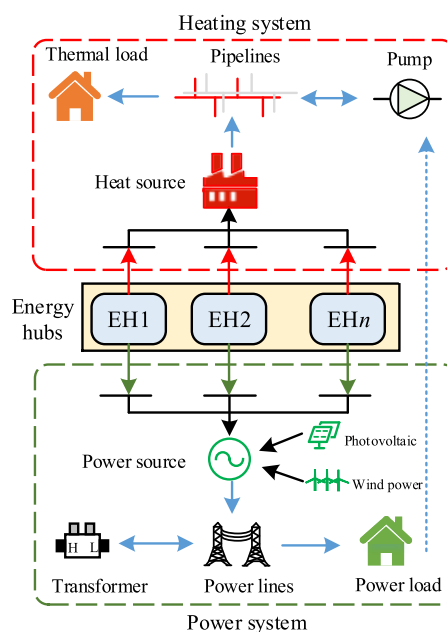 Heating system
Thermal load
Pipelines
Pump
Heat source
Energy
hubs
EH1
EH2
EHn
Photovoltaic
Power source
Wind power
H L
Transformer
Power lines
Power load
Power system